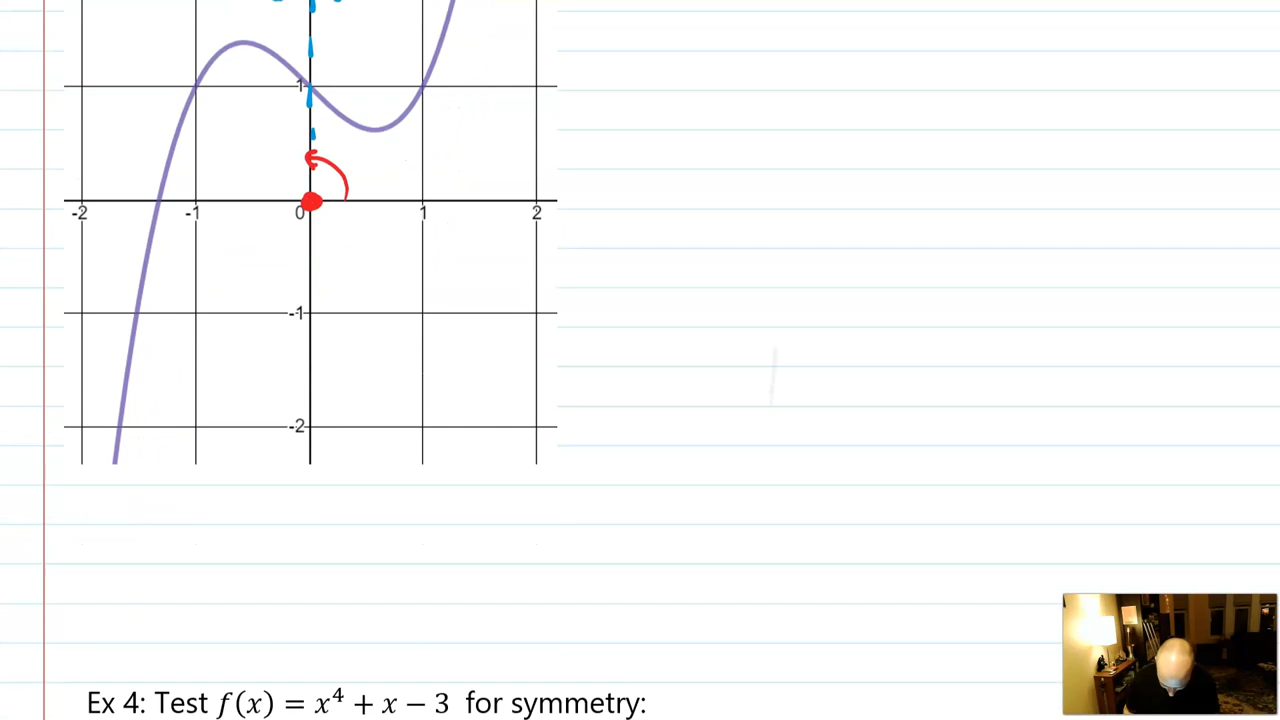 1
-2 -1 0 1 2
-1
-2
Ex 4: Test f(x) = x⁴ + x − 3 for symmetry: